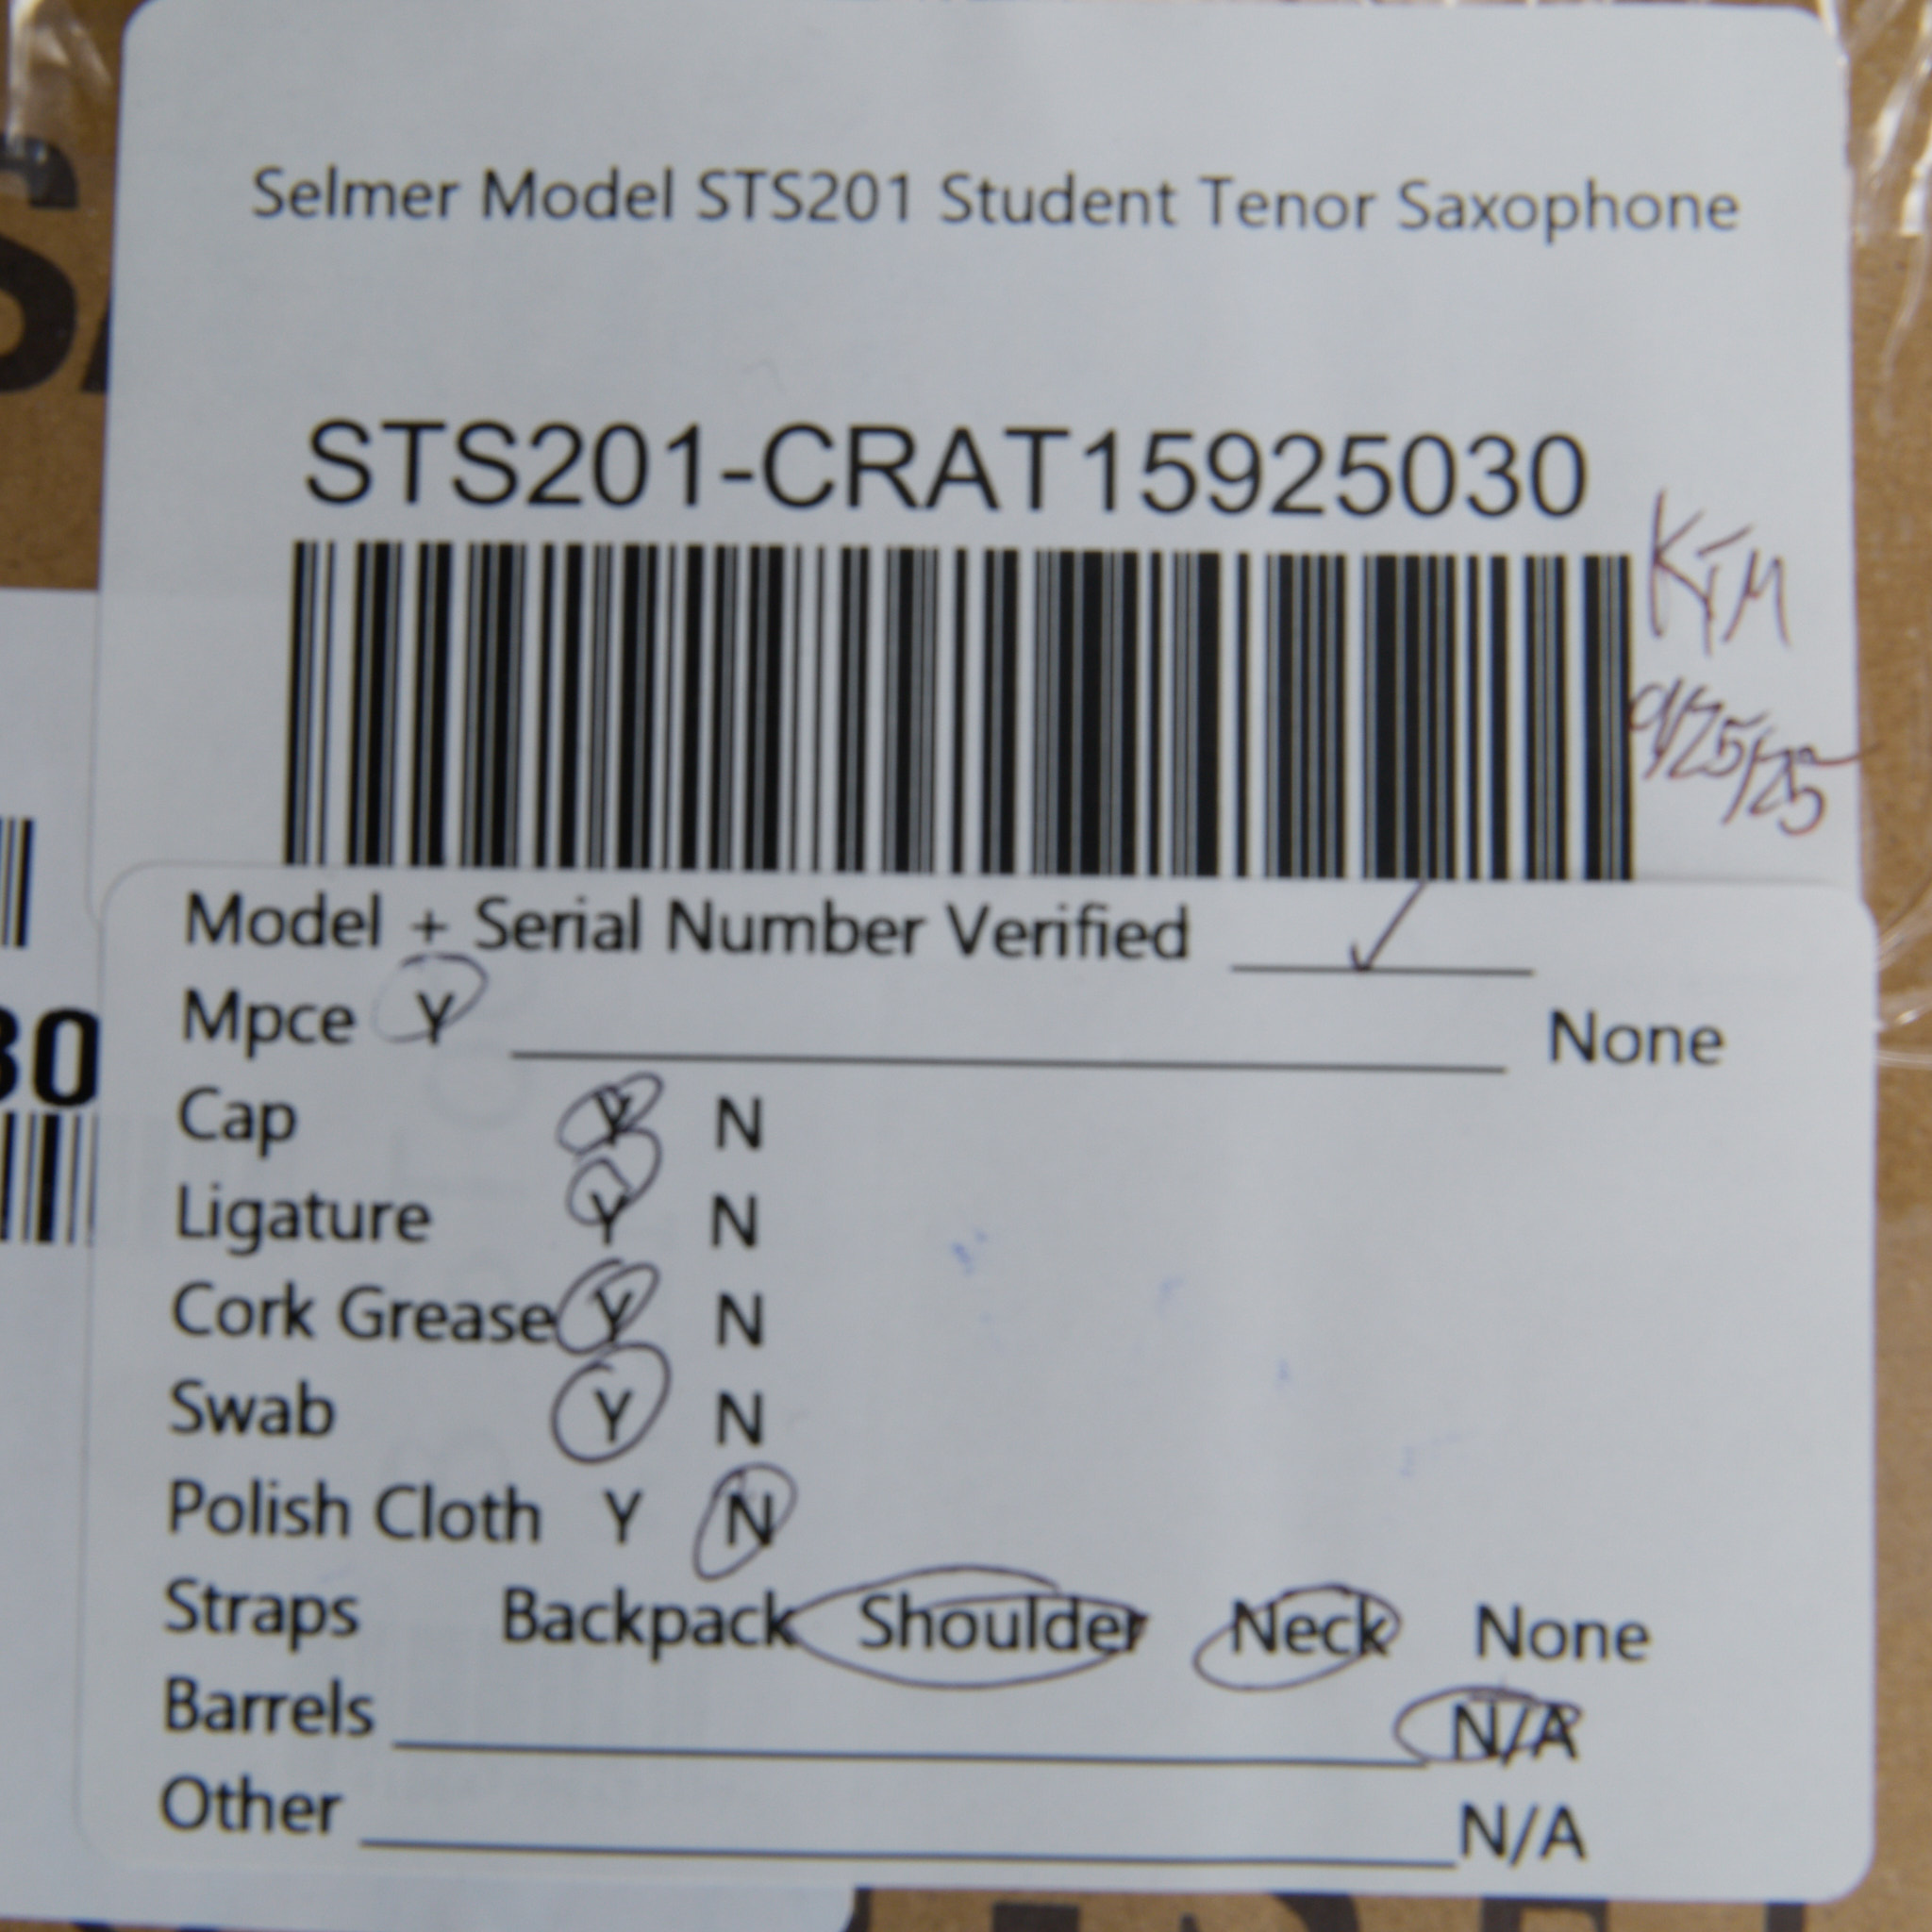 Selmer Model STS201 Student Tenor Saxophone
STS201-CRAT15925030
KTM
9/25/25
Model + Serial Number Verified ✓
Mpce Y None
Cap Y N
Ligature Y N
Cork Grease Y N
Swab Y N
Polish Cloth Y N
Straps Backpack Shoulder Neck None
Barrels N/A
Other N/A
30